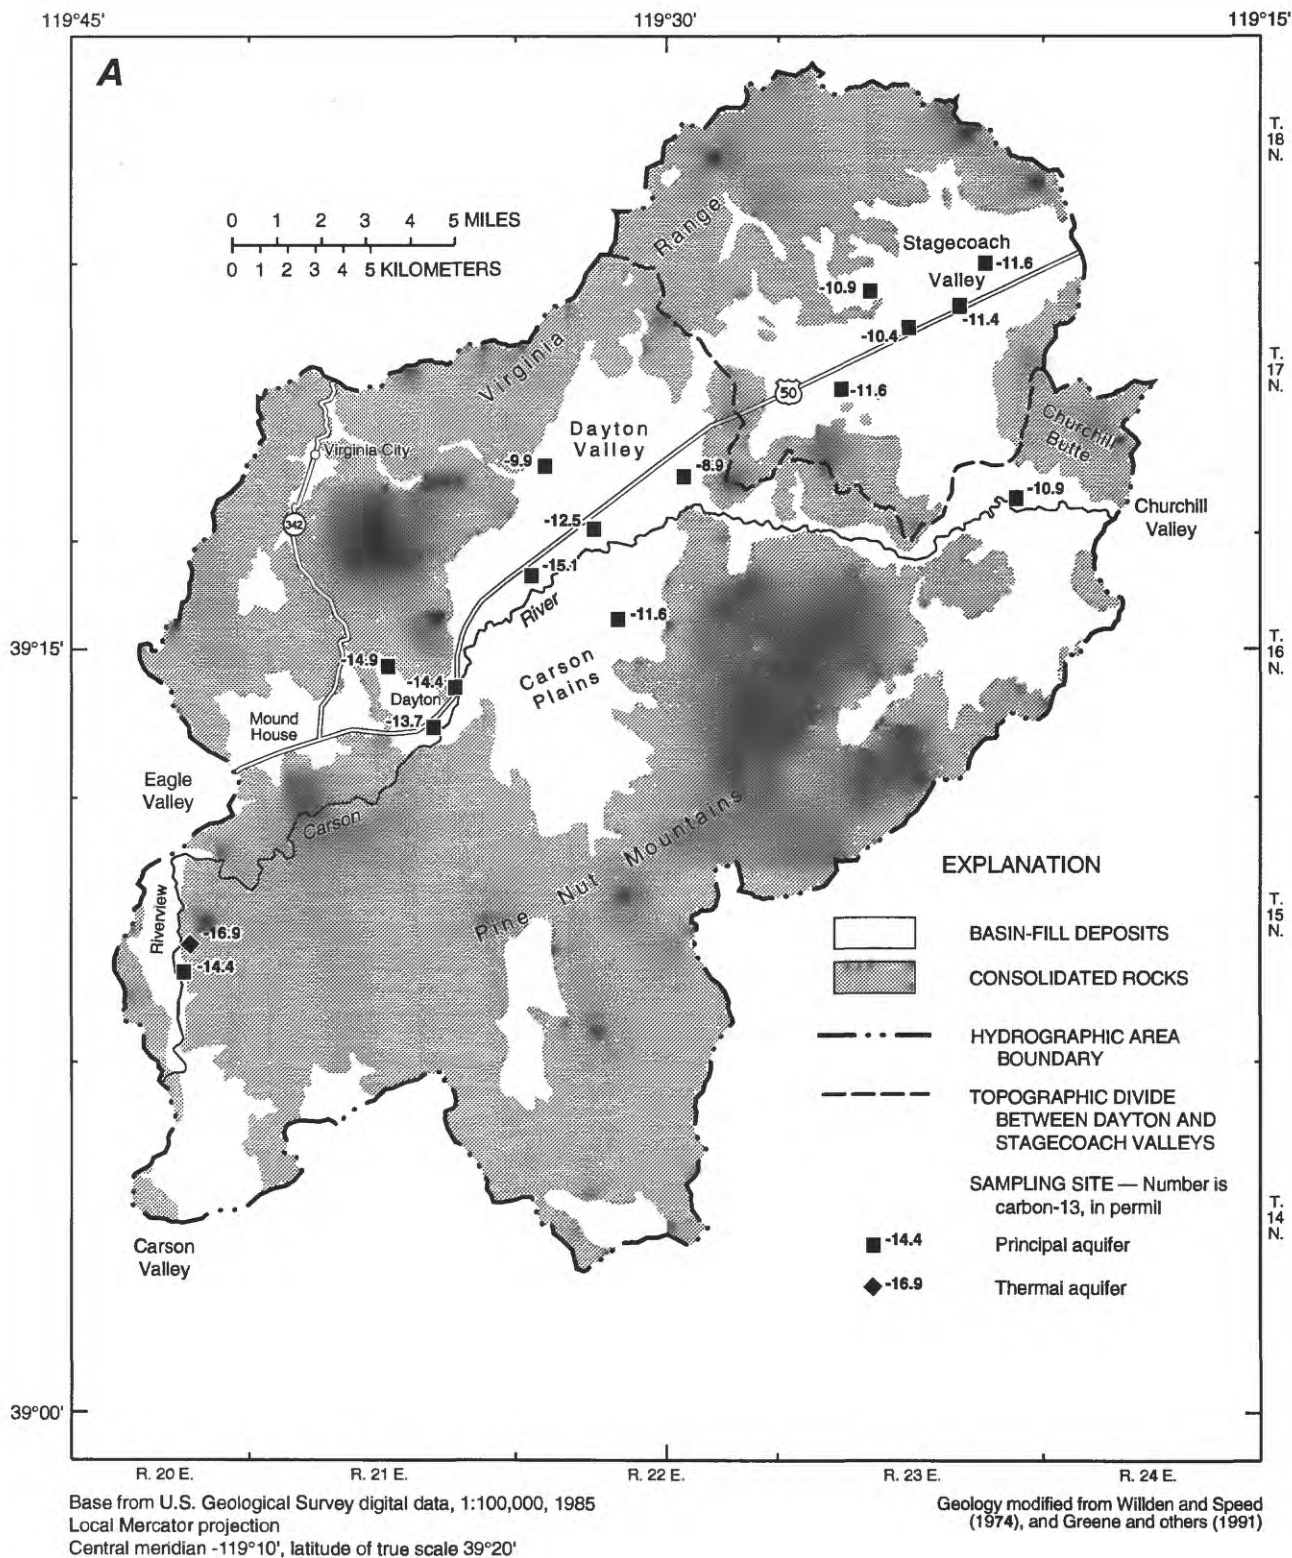 119°45'
119°30'
119°15'
A
T.
18
N.
0 1 2 3 4 5 MILES
0 1 2 3 4 5 KILOMETERS
Range
Stagecoach
Valley
-11.6
-10.9
-11.4
-10.4
T.
17
N.
Virginia
50
-11.6
Churchill
Butte
Dayton
Valley
Virginia City
-9.9
-8.9
-10.9
Churchill
Valley
342
-12.5
-15.1
River
-11.6
39°15'
T.
16
N.
-14.9
Carson
Plains
-14.4
Dayton
-13.7
Mound
House
Eagle
Valley
Carson
Pine Nut Mountains
Riverview
-16.9
-14.4
T.
15
N.
EXPLANATION
BASIN-FILL DEPOSITS
CONSOLIDATED ROCKS
HYDROGRAPHIC AREA
BOUNDARY
TOPOGRAPHIC DIVIDE
BETWEEN DAYTON AND
STAGECOACH VALLEYS
SAMPLING SITE — Number is
carbon-13, in permil
-14.4 Principal aquifer
-16.9 Thermal aquifer
T.
14
N.
Carson
Valley
39°00'
R. 20 E.
R. 21 E.
R. 22 E.
R. 23 E.
R. 24 E.
Base from U.S. Geological Survey digital data, 1:100,000, 1985
Local Mercator projection
Central meridian -119°10', latitude of true scale 39°20'
Geology modified from Willden and Speed
(1974), and Greene and others (1991)